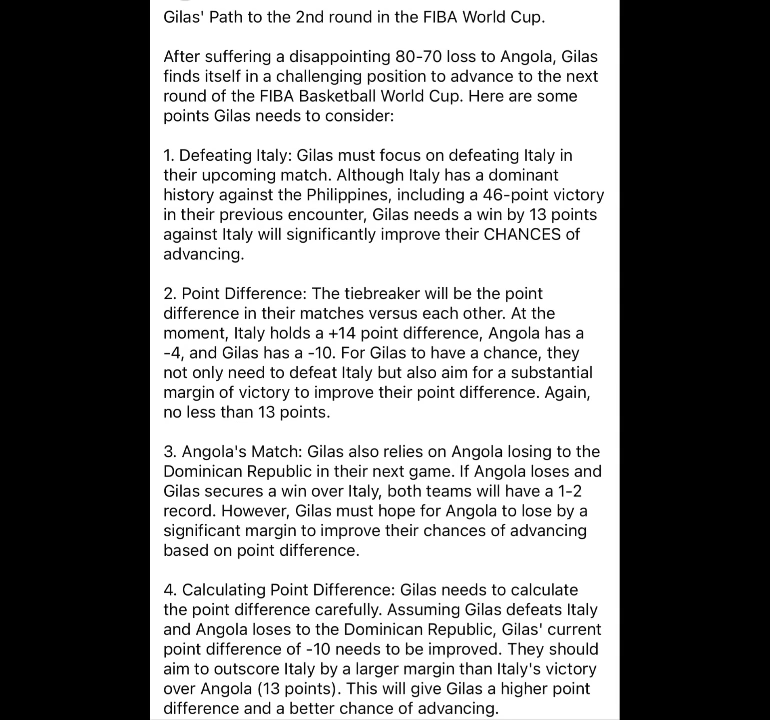 Gilas' Path to the 2nd round in the FIBA World Cup.
After suffering a disappointing 80-70 loss to Angola, Gilas
finds itself in a challenging position to advance to the next
round of the FIBA Basketball World Cup. Here are some
points Gilas needs to consider:
1. Defeating Italy: Gilas must focus on defeating Italy in
their upcoming match. Although Italy has a dominant
history against the Philippines, including a 46-point victory
in their previous encounter, Gilas needs a win by 13 points
against Italy will significantly improve their CHANCES of
advancing.
2. Point Difference: The tiebreaker will be the point
difference in their matches versus each other. At the
moment, Italy holds a +14 point difference, Angola has a
-4, and Gilas has a -10. For Gilas to have a chance, they
not only need to defeat Italy but also aim for a substantial
margin of victory to improve their point difference. Again,
no less than 13 points.
3. Angola's Match: Gilas also relies on Angola losing to the
Dominican Republic in their next game. If Angola loses and
Gilas secures a win over Italy, both teams will have a 1-2
record. However, Gilas must hope for Angola to lose by a
significant margin to improve their chances of advancing
based on point difference.
4. Calculating Point Difference: Gilas needs to calculate
the point difference carefully. Assuming Gilas defeats Italy
and Angola loses to the Dominican Republic, Gilas' current
point difference of -10 needs to be improved. They should
aim to outscore Italy by a larger margin than Italy's victory
over Angola (13 points). This will give Gilas a higher point
difference and a better chance of advancing.